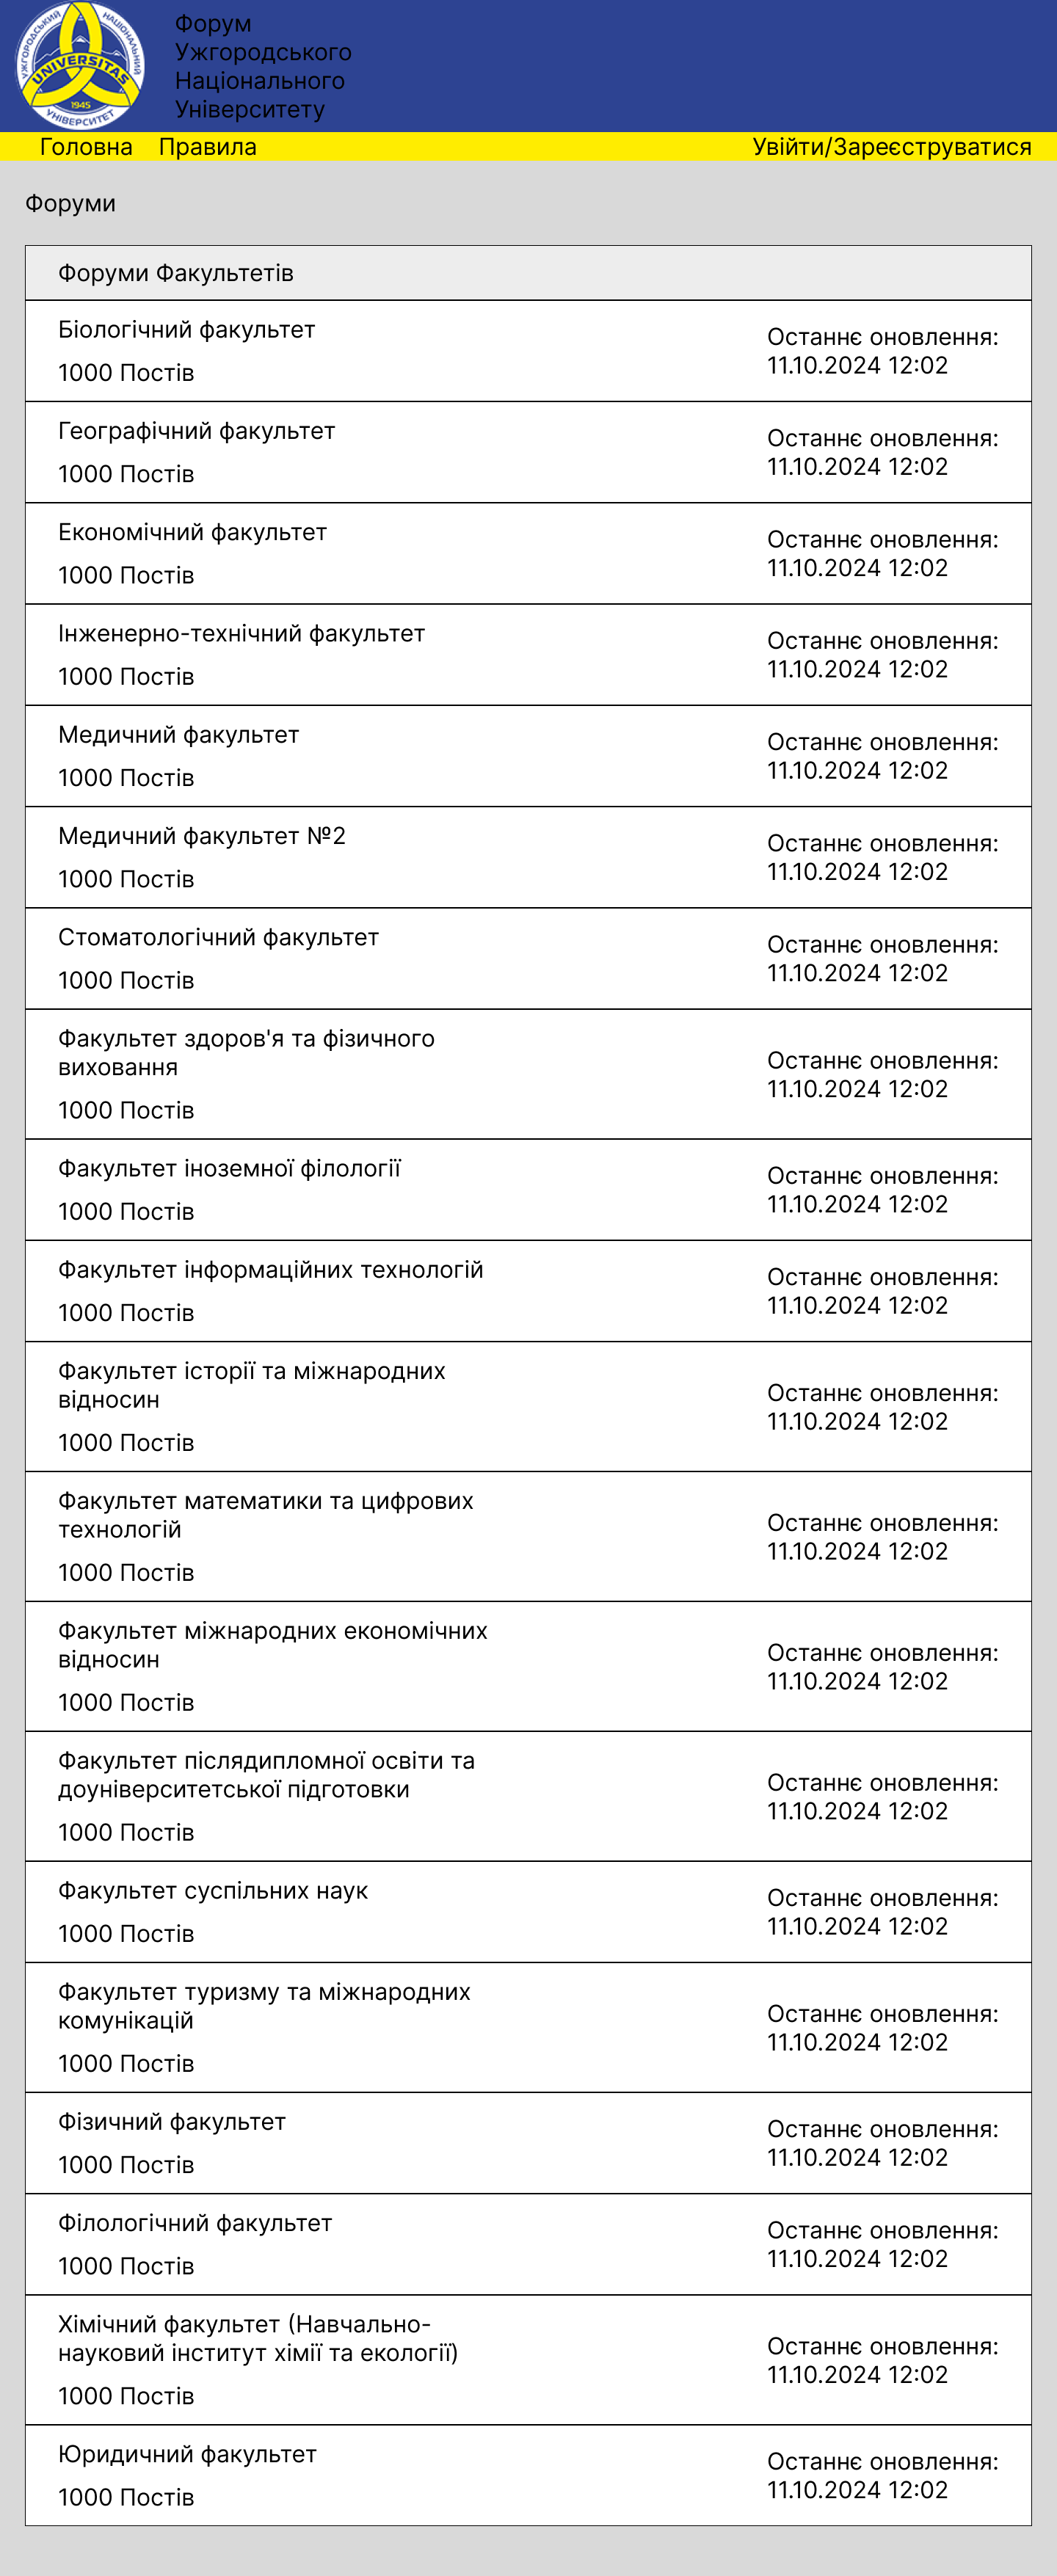 УЖГОРОДСЬКИЙ НАЦІОНАЛЬНИЙ
UNIVERSITAS
1945
УНІВЕРСИТЕТ
Форум
Ужгородського
Національного
Університету
Головна Правила Увійти/Зареєструватися
Форуми
Форуми Факультетів
Біологічний факультет
1000 Постів
Останнє оновлення:
11.10.2024 12:02
Географічний факультет
1000 Постів
Останнє оновлення:
11.10.2024 12:02
Економічний факультет
1000 Постів
Останнє оновлення:
11.10.2024 12:02
Інженерно-технічний факультет
1000 Постів
Останнє оновлення:
11.10.2024 12:02
Медичний факультет
1000 Постів
Останнє оновлення:
11.10.2024 12:02
Медичний факультет №2
1000 Постів
Останнє оновлення:
11.10.2024 12:02
Стоматологічний факультет
1000 Постів
Останнє оновлення:
11.10.2024 12:02
Факультет здоров'я та фізичного
виховання
1000 Постів
Останнє оновлення:
11.10.2024 12:02
Факультет іноземної філології
1000 Постів
Останнє оновлення:
11.10.2024 12:02
Факультет інформаційних технологій
1000 Постів
Останнє оновлення:
11.10.2024 12:02
Факультет історії та міжнародних
відносин
1000 Постів
Останнє оновлення:
11.10.2024 12:02
Факультет математики та цифрових
технологій
1000 Постів
Останнє оновлення:
11.10.2024 12:02
Факультет міжнародних економічних
відносин
1000 Постів
Останнє оновлення:
11.10.2024 12:02
Факультет післядипломної освіти та
доуніверситетської підготовки
1000 Постів
Останнє оновлення:
11.10.2024 12:02
Факультет суспільних наук
1000 Постів
Останнє оновлення:
11.10.2024 12:02
Факультет туризму та міжнародних
комунікацій
1000 Постів
Останнє оновлення:
11.10.2024 12:02
Фізичний факультет
1000 Постів
Останнє оновлення:
11.10.2024 12:02
Філологічний факультет
1000 Постів
Останнє оновлення:
11.10.2024 12:02
Хімічний факультет (Навчально-
науковий інститут хімії та екології)
1000 Постів
Останнє оновлення:
11.10.2024 12:02
Юридичний факультет
1000 Постів
Останнє оновлення:
11.10.2024 12:02